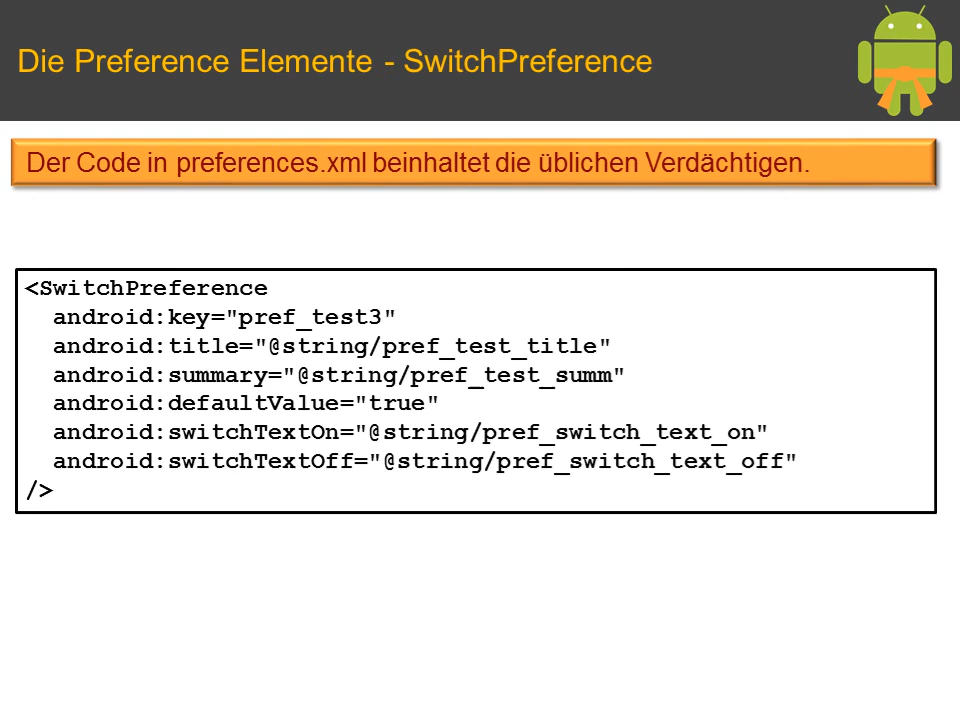 Die Preference Elemente - SwitchPreference
Der Code in preferences.xml beinhaltet die üblichen Verdächtigen.
<SwitchPreference
android:key="pref_test3"
android:title="@string/pref_test_title"
android:summary="@string/pref_test_summ"
android:defaultValue="true"
android:switchTextOn="@string/pref_switch_text_on"
android:switchTextOff="@string/pref_switch_text_off"
/>